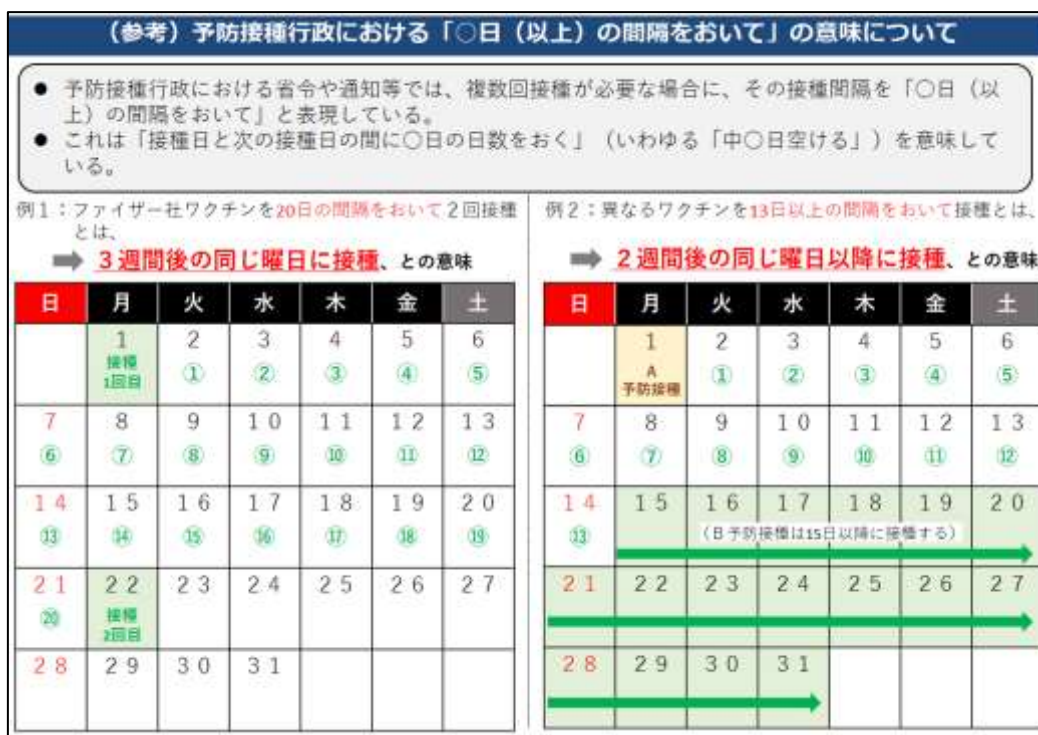 （参考）予防接種行政における「○日（以上）の間隔をおいて」の意味について
● 予防接種行政における省令や通知等では、複数回接種が必要な場合に、その接種間隔を「〇日（以
上）の間隔をおいて」と表現している。
● これは「接種日と次の接種日の間に〇日の日数をおく」（いわゆる「中〇日空ける」）を意味して
いる。
例１：ファイザー社ワクチンを20日の間隔をおいて２回接種
とは、
➡ ３週間後の同じ曜日に接種、との意味
日 月 火 水 木 金 土
1 2 3 4 5 6
接種 ① ② ③ ④ ⑤
1回目
7 8 9 10 11 12 13
⑥ ⑦ ⑧ ⑨ ⑩ ⑪ ⑫
14 15 16 17 18 19 20
⑬ ⑭ ⑮ ⑯ ⑰ ⑱ ⑲
21 22 23 24 25 26 27
⑳ 接種
2回目
28 29 30 31
例２：異なるワクチンを13日以上の間隔をおいて接種とは、
➡ ２週間後の同じ曜日以降に接種、との意味
日 月 火 水 木 金 土
1 2 3 4 5 6
A ① ② ③ ④ ⑤
予防接種
7 8 9 10 11 12 13
⑥ ⑦ ⑧ ⑨ ⑩ ⑪ ⑫
14 15 16 17 18 19 20
⑬ （B 予防接種は15日以降に接種する）
21 22 23 24 25 26 27
28 29 30 31